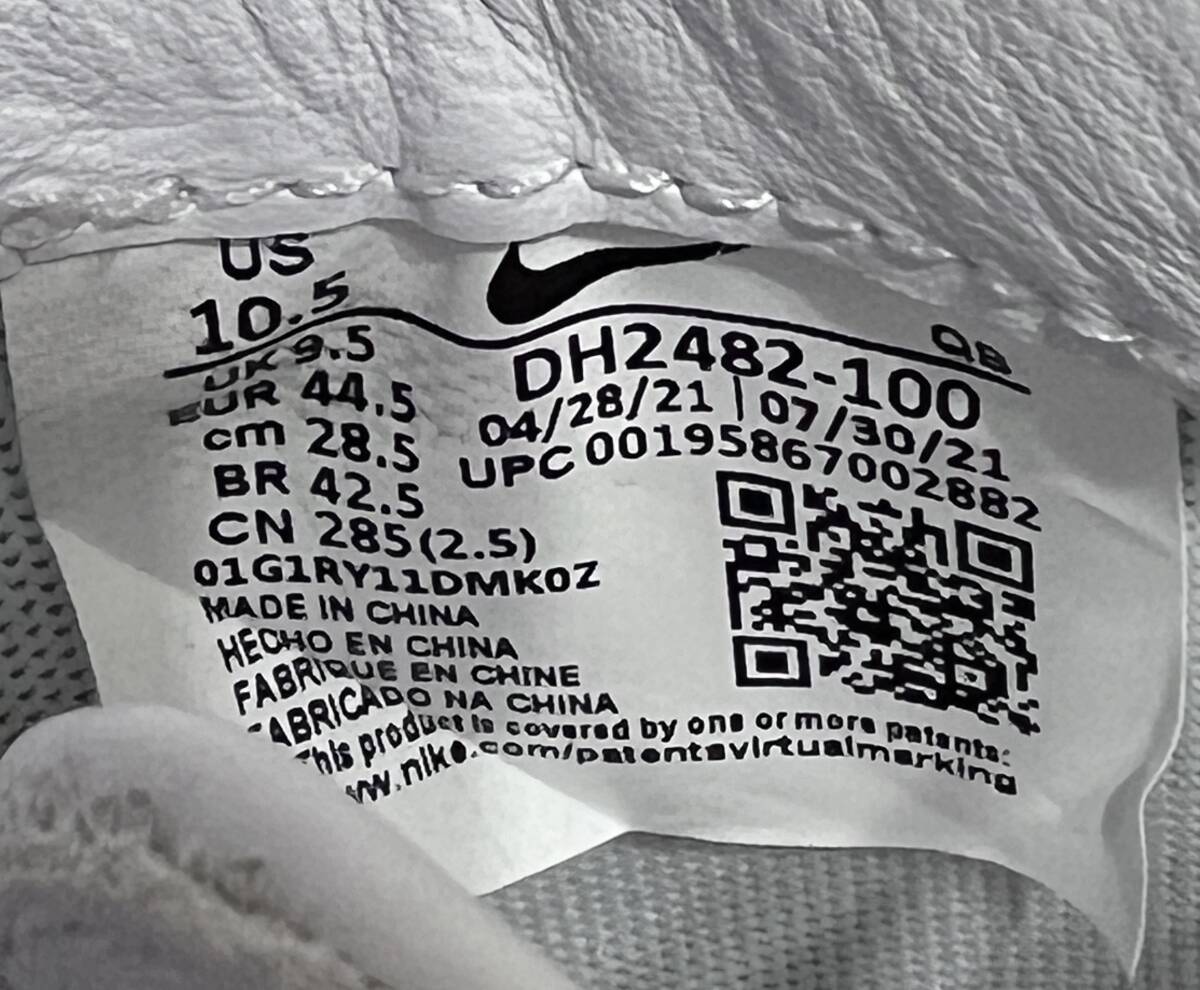 US
10.5
UK 9.5
EUR 44.5
cm 28.5
BR 42.5
CN 285(2.5)
01G1RY11DMK0Z
MADE IN CHINA
HECHO EN CHINA
FABRIQUE EN CHINE
FABRICADO NA CHINA
This product is covered by one or more patents:
ww.nike.com/patentsvirtualmarking
QB
DH2482-100
04/28/21 | 07/30/21
UPC 00195867002882